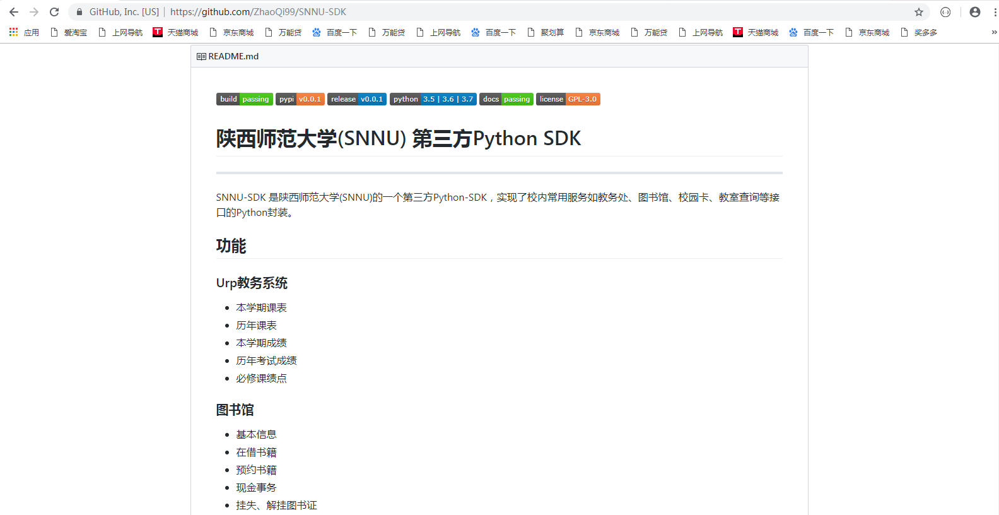 GitHub, Inc. [US] | https://github.com/ZhaoQi99/SNNU-SDK
应用 爱淘宝 上网导航 天猫商城 京东商城 万能贷 百度一下 万能贷 上网导航 百度一下 聚划算 京东商城 万能贷 上网导航 天猫商城 百度一下 京东商城 奖多多 »
README.md
build passing pypi v0.0.1 release v0.0.1 python 3.5 | 3.6 | 3.7 docs passing license GPL-3.0
陕西师范大学(SNNU) 第三方Python SDK
SNNU-SDK 是陕西师范大学(SNNU)的一个第三方Python-SDK，实现了校内常用服务如教务处、图书馆、校园卡、教室查询等接
口的Python封装。
功能
Urp教务系统
• 本学期课表
• 历年课表
• 本学期成绩
• 历年考试成绩
• 必修课绩点
图书馆
• 基本信息
• 在借书籍
• 预约书籍
• 现金事务
• 挂失、解挂图书证